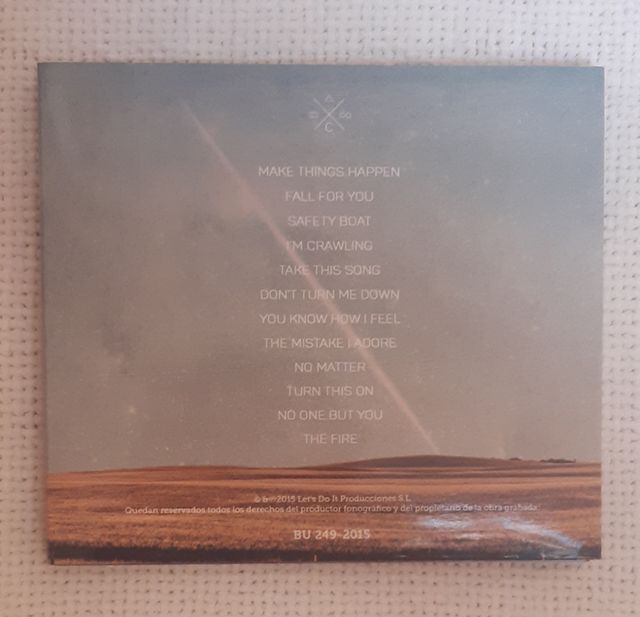 C
MAKE THINGS HAPPEN
FALL FOR YOU
SAFETY BOAT
I'M CRAWLING
TAKE THIS SONG
DON'T TURN ME DOWN
YOU KNOW HOW I FEEL
THE MISTAKE I ADORE
NO MATTER
TURN THIS ON
NO ONE BUT YOU
THE FIRE
2015 Let's Do It Producciones S.L
Quedan reservados todos los derechos del productor fonográfico y del propietario de la obra grabada.
BU 249-2015